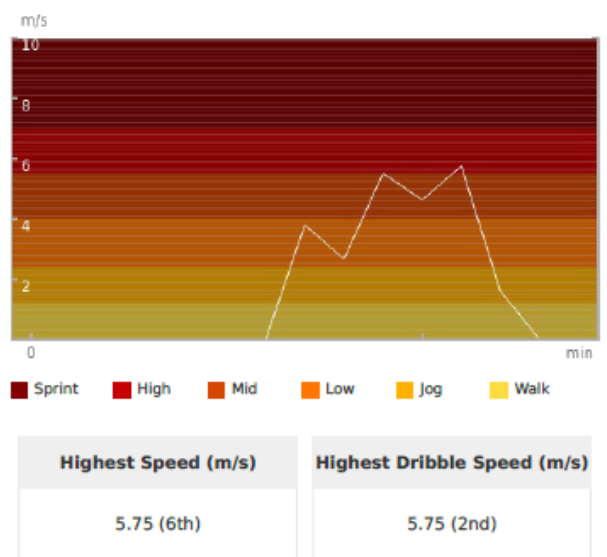 m/s
10
8
6
4
2
0 min
Sprint High Mid Low Jog Walk
Highest Speed (m/s) Highest Dribble Speed (m/s)
5.75 (6th) 5.75 (2nd)